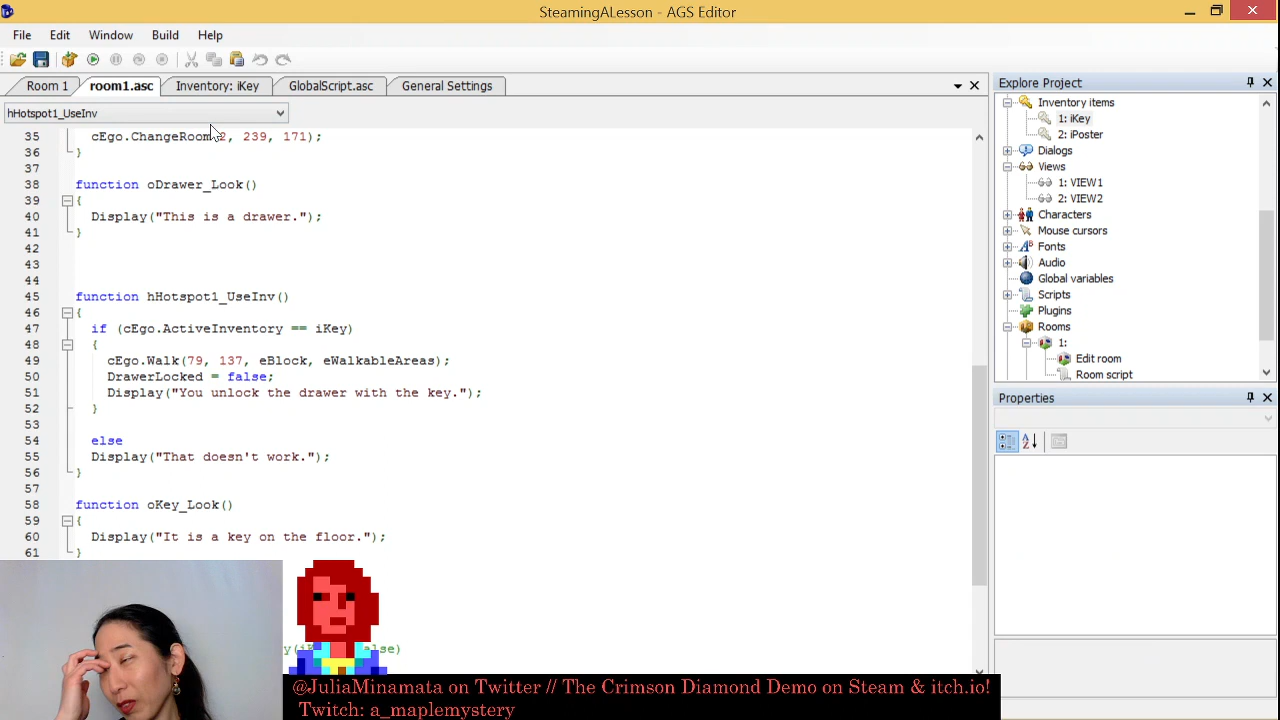 SteamingALesson - AGS Editor
File Edit Window Build Help
Room 1 room1.asc Inventory: iKey GlobalScript.asc General Settings
hHotspot1_UseInv
35 cEgo.ChangeRoom 2, 239, 171);
36 }
37
38 function oDrawer_Look()
39 {
40 Display("This is a drawer.");
41 }
42
43
44
45 function hHotspot1_UseInv()
46 {
47 if (cEgo.ActiveInventory == iKey)
48 {
49 cEgo.Walk(79, 137, eBlock, eWalkableAreas);
50 DrawerLocked = false;
51 Display("You unlock the drawer with the key.");
52 }
53
54 else
55 Display("That doesn't work.");
56 }
57
58 function oKey_Look()
59 {
60 Display("It is a key on the floor.");
61 }
Explore Project
Inventory items
1: iKey
2: iPoster
Dialogs
Views
1: VIEW1
2: VIEW2
Characters
Mouse cursors
Fonts
Audio
Global variables
Scripts
Plugins
Rooms
1:
Edit room
Room script
Properties
@JuliaMinamata on Twitter // The Crimson Diamond Demo on Steam & itch.io!
Twitch: a_maplemystery